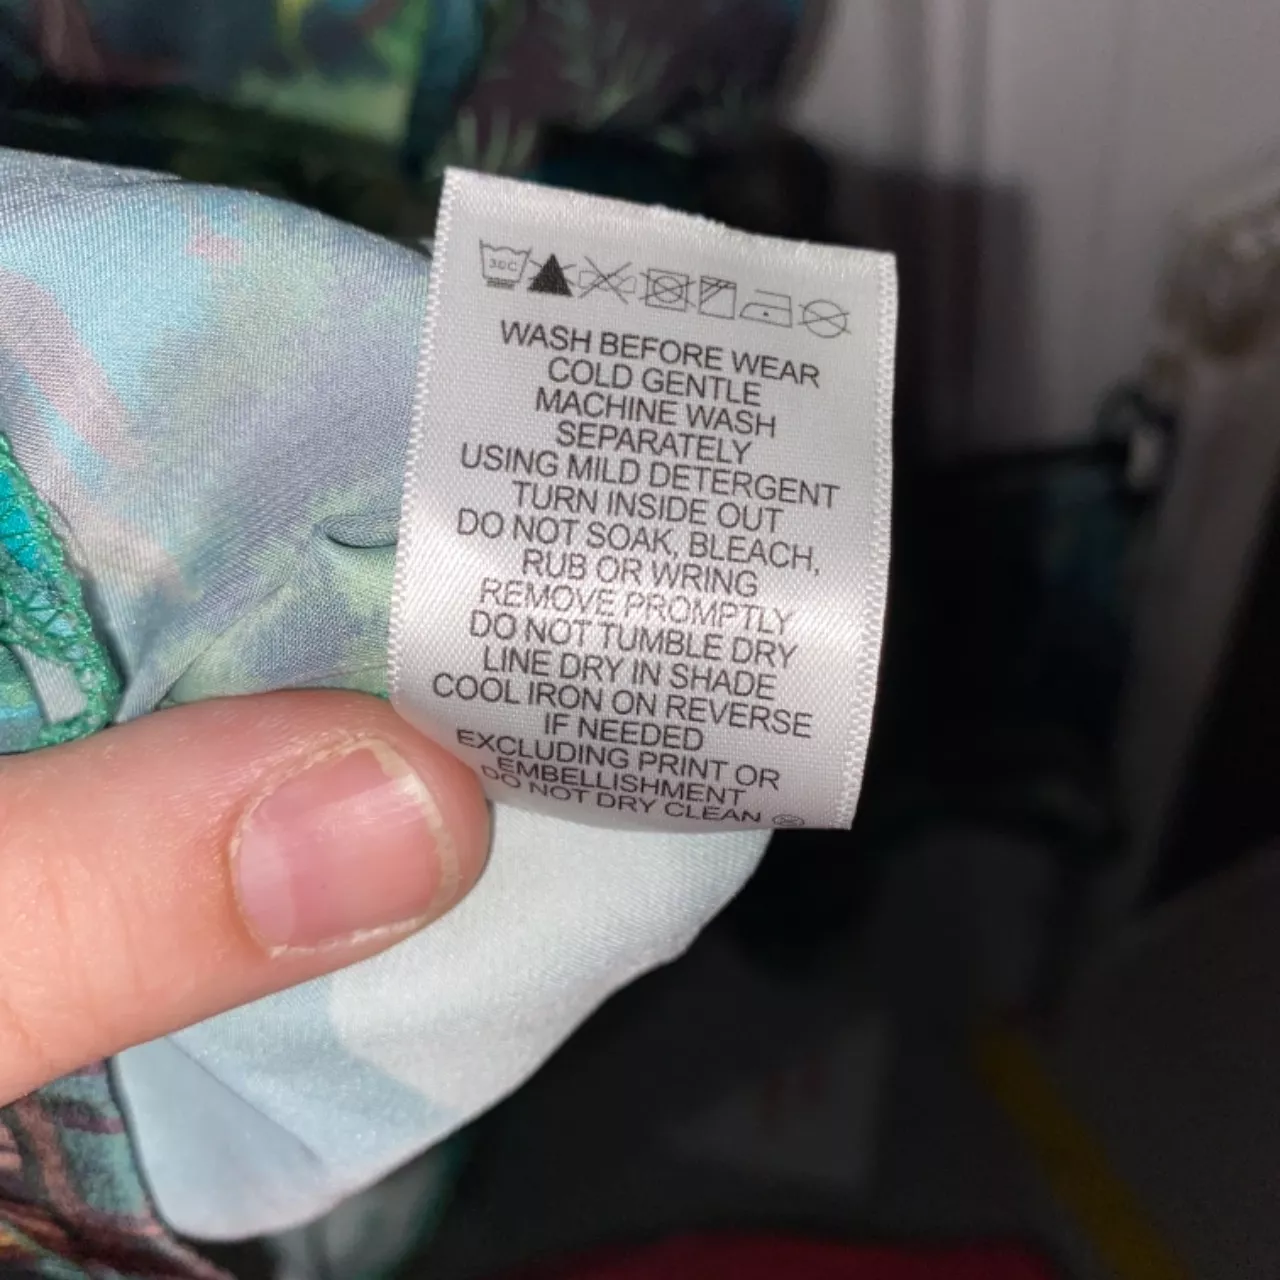 30C
WASH BEFORE WEAR
COLD GENTLE
MACHINE WASH
SEPARATELY
USING MILD DETERGENT
TURN INSIDE OUT
DO NOT SOAK, BLEACH,
RUB OR WRING
REMOVE PROMPTLY
DO NOT TUMBLE DRY
LINE DRY IN SHADE
COOL IRON ON REVERSE
IF NEEDED
EXCLUDING PRINT OR
EMBELLISHMENT
DO NOT DRY CLEAN